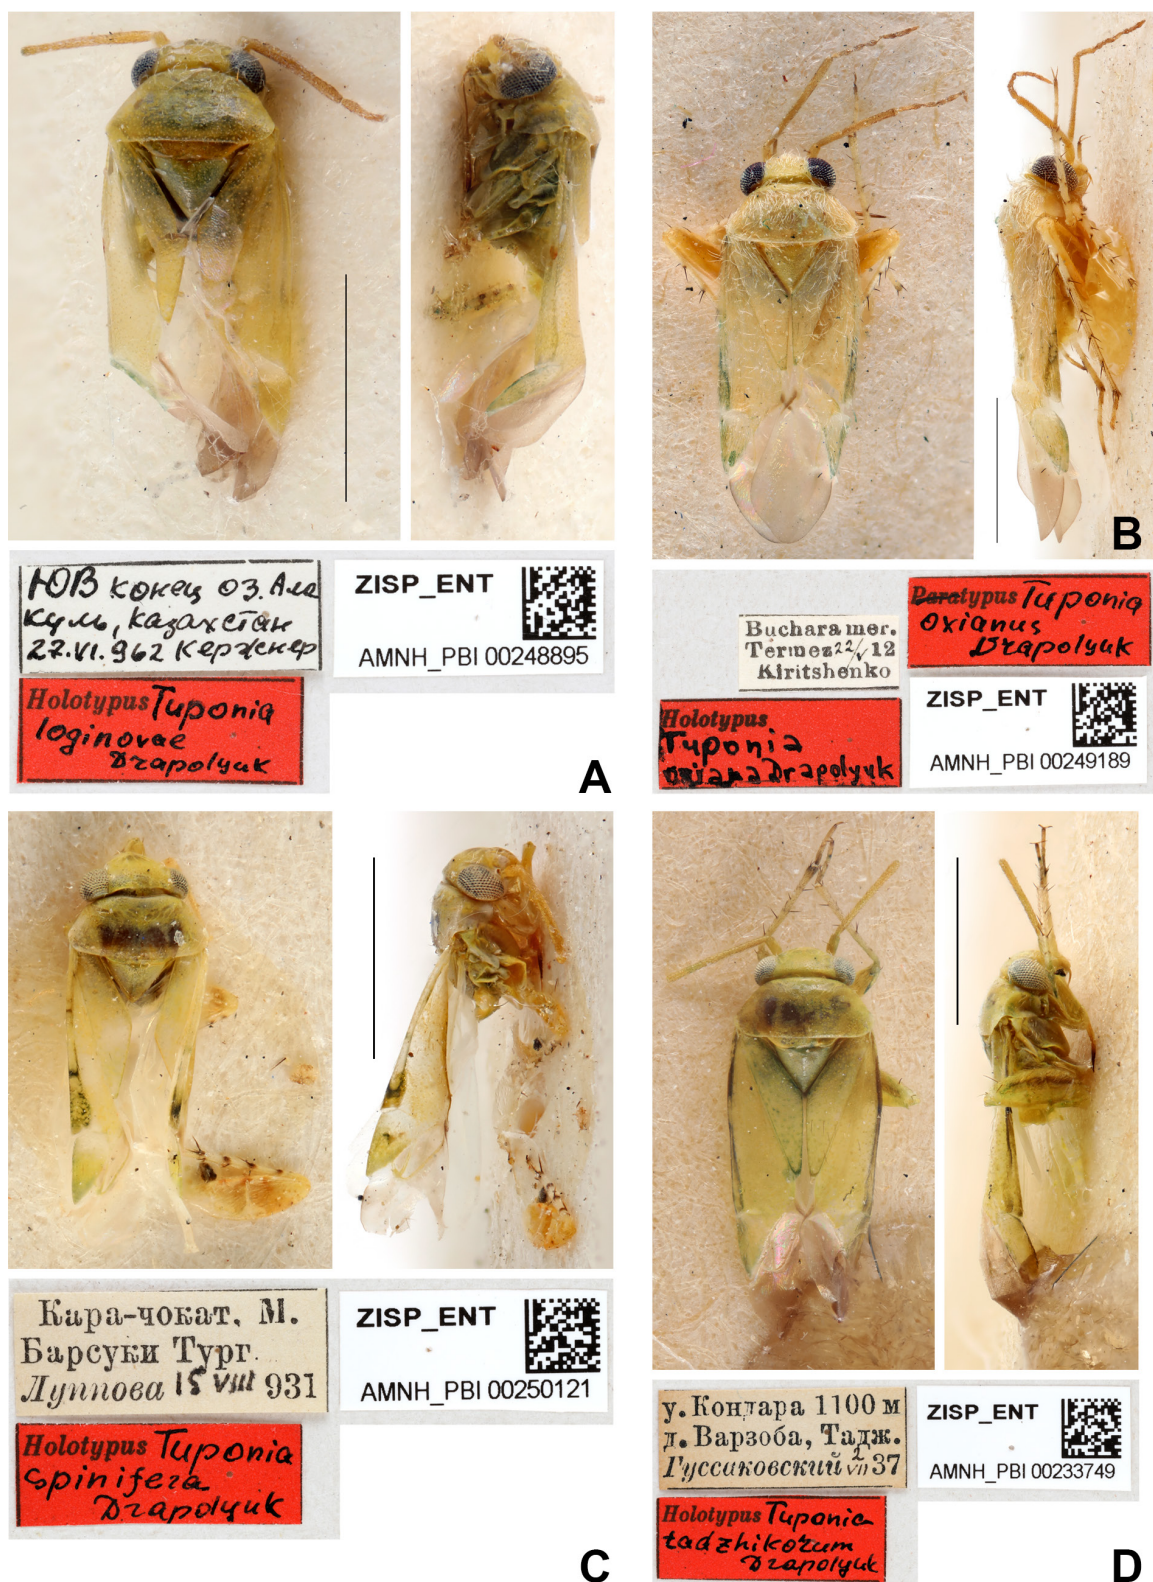 ЮВ конец оз. Ала
куль, Казахстан
27.VI.962 Кержнер
Holotypus Tuponia
loginovae
Drapolyuk
ZISP_ENT
AMNH_PBI 00248895
A
B
Buchara mer.
Termez 22/V 12
Kiritshenko
Paratypus Tuponia
oxianus
Drapolyuk
Holotypus
Tuponia
oxiana Drapolyuk
ZISP_ENT
AMNH_PBI 00249189
Кара-чокат, М.
Барсуки Тург.
Луппова 15 VIII 931
Holotypus Tuponia
spinifera
Drapolyuk
ZISP_ENT
AMNH_PBI 00250121
C
у. Кондара 1100 м
д. Варзоба, Тадж.
Гуссаковский 2 VII 37
Holotypus Tuponia
tadzhikorum
Drapolyuk
ZISP_ENT
AMNH_PBI 00233749
D